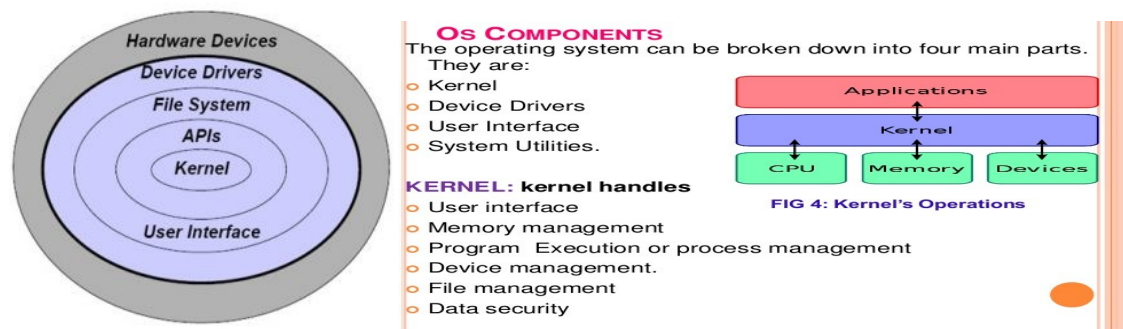 Hardware Devices
Device Drivers
File System
APIs
Kernel
User Interface
OS COMPONENTS
The operating system can be broken down into four main parts.
They are:
Kernel
Device Drivers
User Interface
System Utilities.
KERNEL: kernel handles
User interface
Memory management
Program Execution or process management
Device management.
File management
Data security
Applications
Kernel
CPU Memory Devices
FIG 4: Kernel's Operations